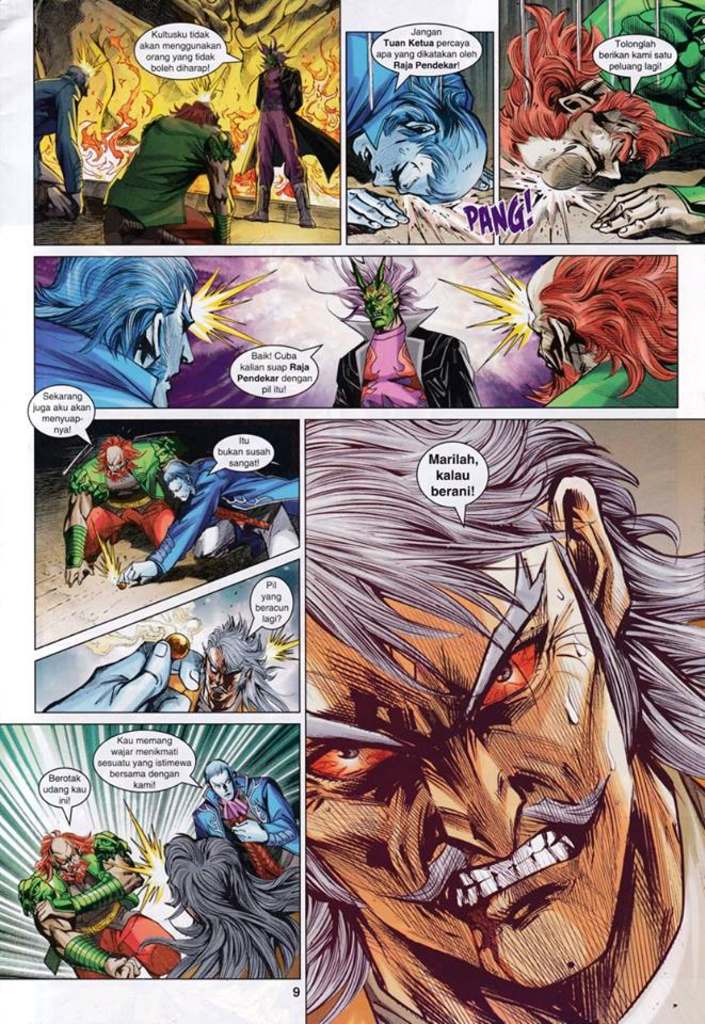 Kultusku tidak
akan menggunakan
orang yang tidak
boleh diharap!
Jangan
Tuan Ketua percaya
apa yang dikatakan oleh
Raja Pendekar!
Tolonglah
berikan kami satu
peluang lagi!
PANG!
Baik! Cuba
kalian suap Raja
Pendekar dengan
pil itu!
Sekarang
juga aku akan
menyuap-
nya!
Itu
bukan susah
sangat!
Marilah,
kalau
berani!
Pil
yang
beracun
lagi?
Kau memang
wajar menikmati
sesuatu yang istimewa
bersama dengan
kami!
Berotak
udang kau
ini!
9